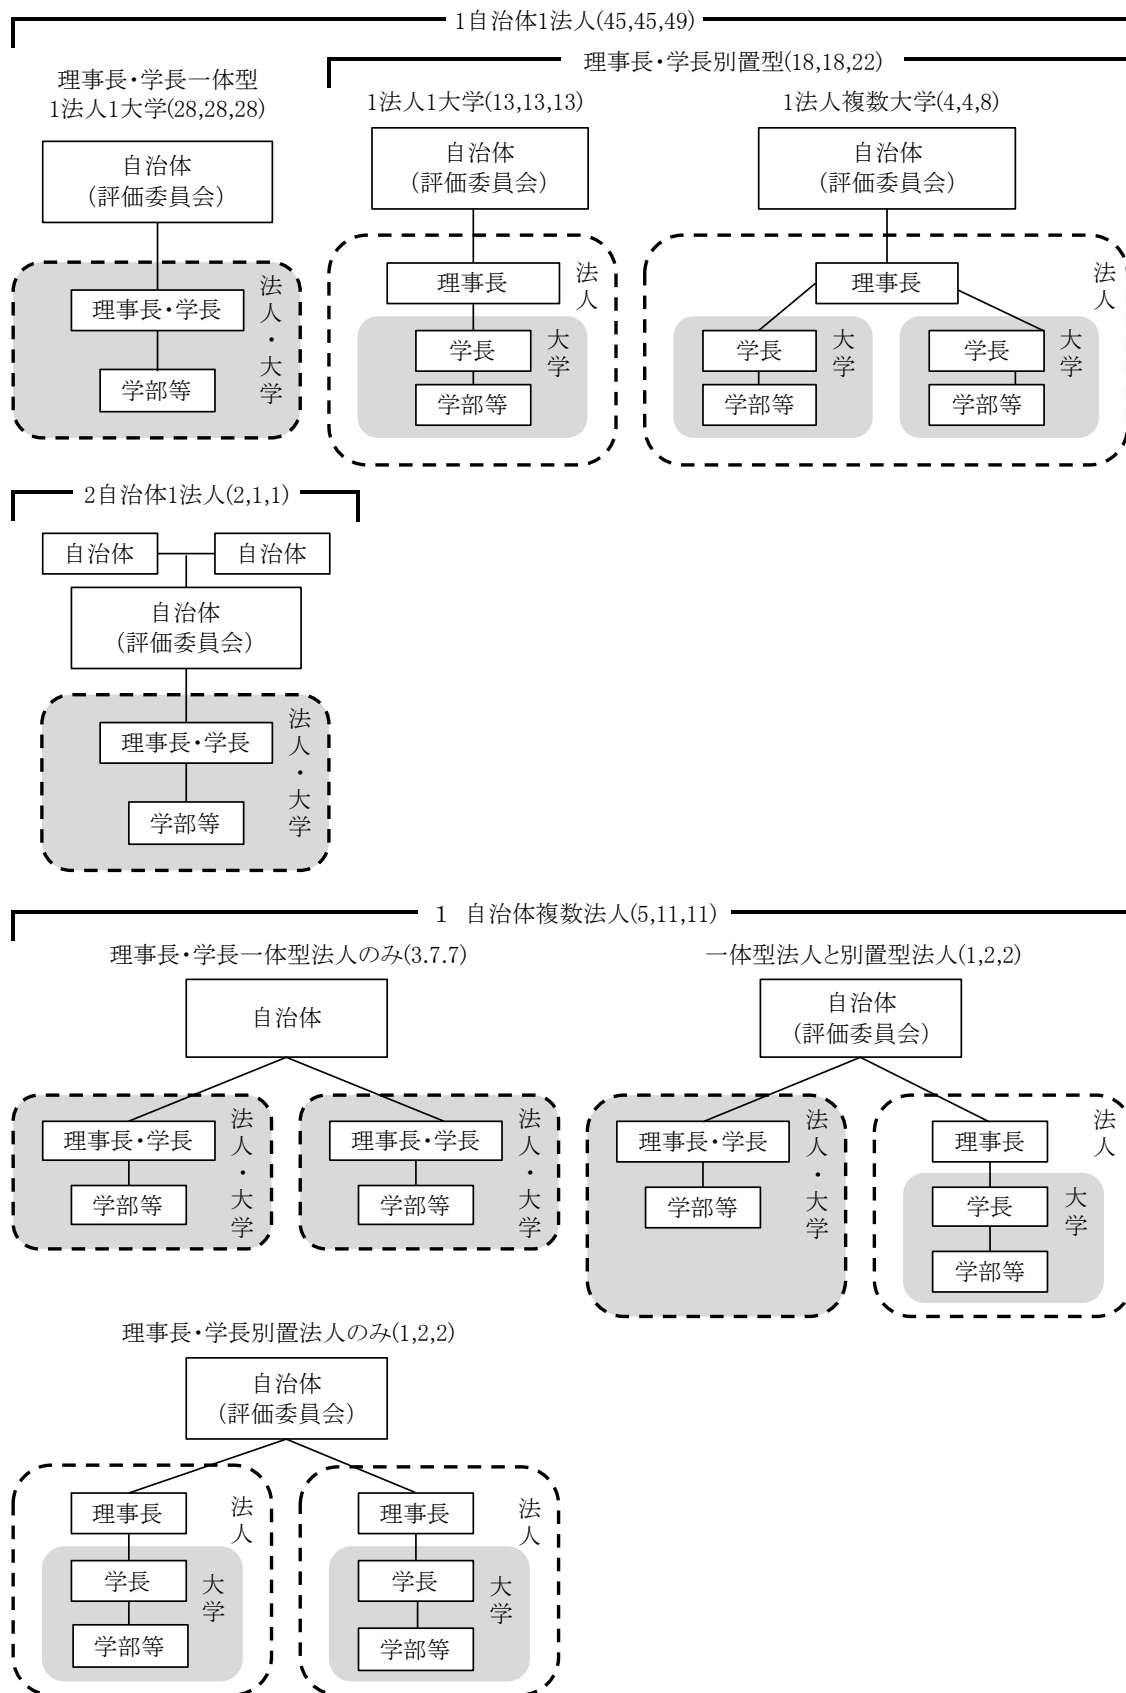 1自治体1法人(45,45,49)
理事長・学長別置型(18,18,22)
理事長・学長一体型
1法人1大学(28,28,28)
自治体
(評価委員会)
理事長・学長
学部等
法人・大学
1法人1大学(13,13,13)
自治体
(評価委員会)
理事長
法人
学長
学部等
大学
1法人複数大学(4,4,8)
自治体
(評価委員会)
理事長
法人
学長
学部等
大学
学長
学部等
大学
2自治体1法人(2,1,1)
自治体
自治体
自治体
(評価委員会)
理事長・学長
学部等
法人・大学
1 自治体複数法人(5,11,11)
理事長・学長一体型法人のみ(3.7.7)
自治体
理事長・学長
学部等
法人・大学
理事長・学長
学部等
法人・大学
一体型法人と別置型法人(1,2,2)
自治体
(評価委員会)
理事長・学長
学部等
法人・大学
理事長
法人
学長
学部等
大学
理事長・学長別置法人のみ(1,2,2)
自治体
(評価委員会)
理事長
法人
学長
学部等
大学
理事長
法人
学長
学部等
大学